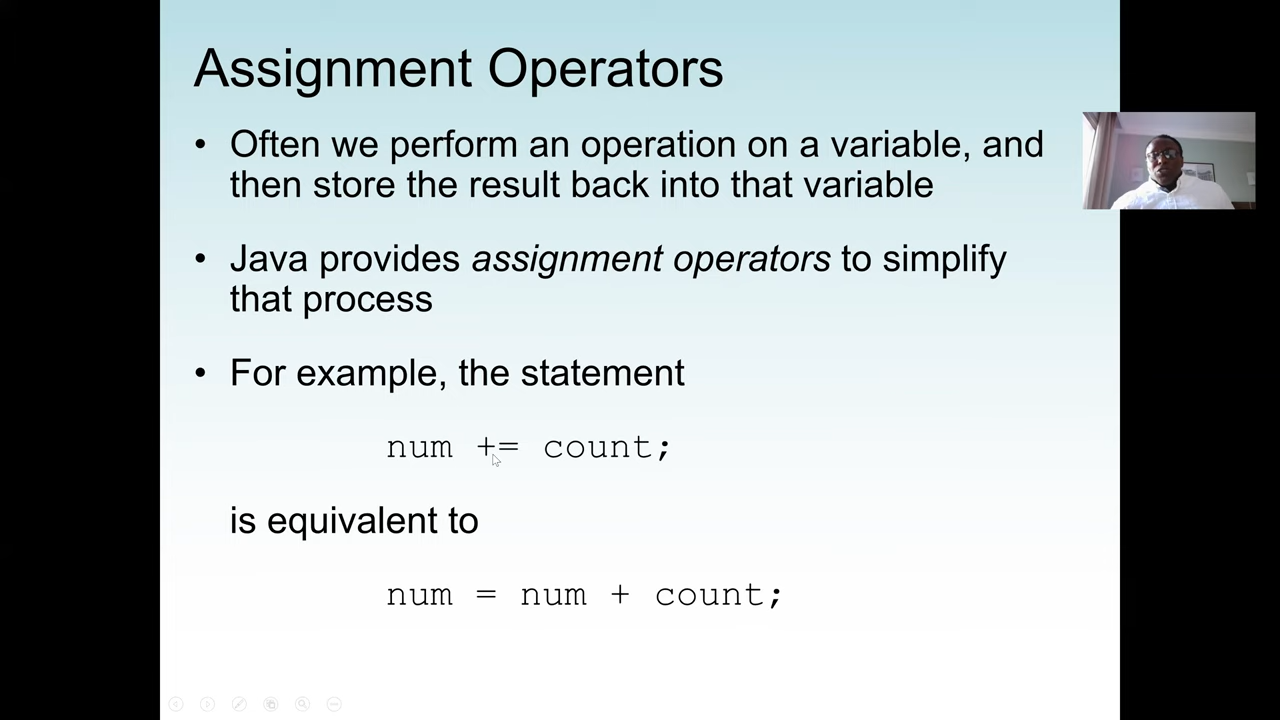 Assignment Operators
• Often we perform an operation on a variable, and
then store the result back into that variable
• Java provides assignment operators to simplify
that process
• For example, the statement
num += count;
is equivalent to
num = num + count;